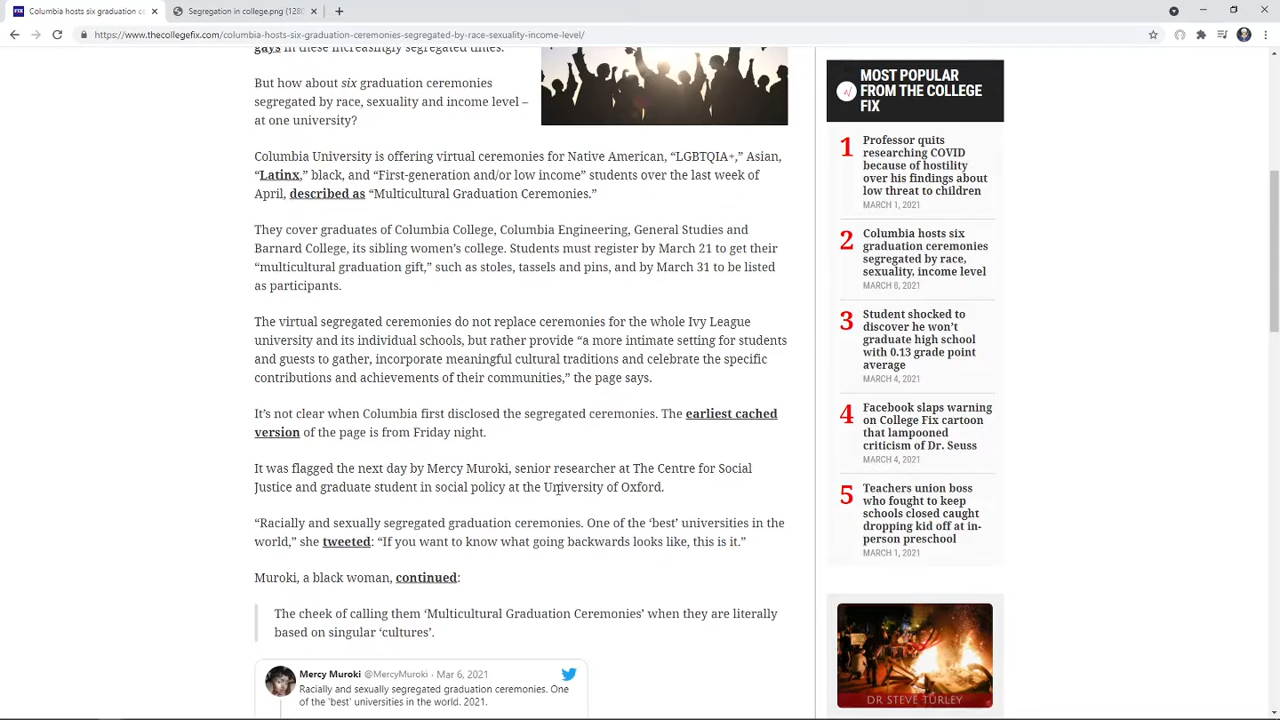 Columbia hosts six graduation ce
Segregation in college.png (1280
https://www.thecollegefix.com/columbia-hosts-six-graduation-ceremonies-segregated-by-race-sexuality-income-level/
gays in these increasingly segregated times.
But how about six graduation ceremonies
segregated by race, sexuality and income level –
at one university?
Columbia University is offering virtual ceremonies for Native American, “LGBTQIA+,” Asian,
“Latinx,” black, and “First-generation and/or low income” students over the last week of
April, described as “Multicultural Graduation Ceremonies.”
They cover graduates of Columbia College, Columbia Engineering, General Studies and
Barnard College, its sibling women’s college. Students must register by March 21 to get their
“multicultural graduation gift,” such as stoles, tassels and pins, and by March 31 to be listed
as participants.
The virtual segregated ceremonies do not replace ceremonies for the whole Ivy League
university and its individual schools, but rather provide “a more intimate setting for students
and guests to gather, incorporate meaningful cultural traditions and celebrate the specific
contributions and achievements of their communities,” the page says.
It’s not clear when Columbia first disclosed the segregated ceremonies. The earliest cached
version of the page is from Friday night.
It was flagged the next day by Mercy Muroki, senior researcher at The Centre for Social
Justice and graduate student in social policy at the University of Oxford.
“Racially and sexually segregated graduation ceremonies. One of the ‘best’ universities in the
world,” she tweeted: “If you want to know what going backwards looks like, this is it.”
Muroki, a black woman, continued:
The cheek of calling them ‘Multicultural Graduation Ceremonies’ when they are literally
based on singular ‘cultures’.
Mercy Muroki @MercyMuroki · Mar 6, 2021
Racially and sexually segregated graduation ceremonies. One
of the 'best' universities in the world. 2021.
MOST POPULAR
FROM THE COLLEGE
FIX
1 Professor quits
researching COVID
because of hostility
over his findings about
low threat to children
MARCH 1, 2021
2 Columbia hosts six
graduation ceremonies
segregated by race,
sexuality, income level
MARCH 8, 2021
3 Student shocked to
discover he won’t
graduate high school
with 0.13 grade point
average
MARCH 4, 2021
4 Facebook slaps warning
on College Fix cartoon
that lampooned
criticism of Dr. Seuss
MARCH 4, 2021
5 Teachers union boss
who fought to keep
schools closed caught
dropping kid off at in-
person preschool
MARCH 1, 2021
DR STEVE TURLEY